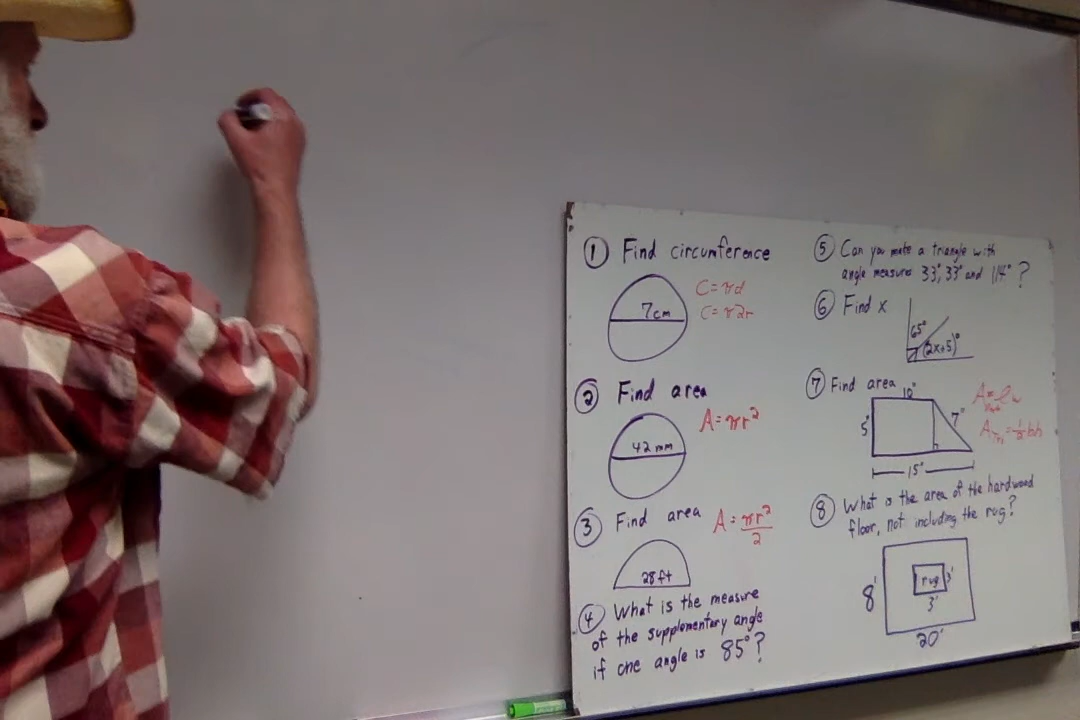 ① Find circumference
7cm
C = πd
C = π2r
② Find area
42 mm
A = πr²
③ Find area
A = πr²
2
28 ft
④ What is the measure
of the supplementary angle
if one angle is 85°?
⑤ Can you make a triangle with
angle measures 33°, 33° and 114°?
⑥ Find x
65°
(2x+5)°
⑦ Find area
10"
5"
7"
15"
A = lw
A = ½bh
⑧ What is the area of the hardwood
floor, not including the rug?
rug
3'
3'
8'
20'